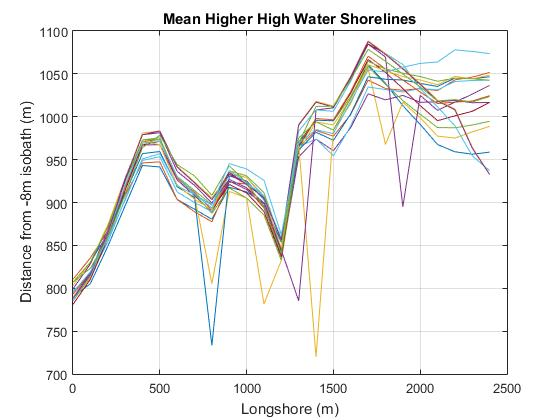 Mean Higher High Water Shorelines
1100
1050
1000
950
900
850
800
750
700
Distance from -8m isobath (m)
0 500 1000 1500 2000 2500
Longshore (m)